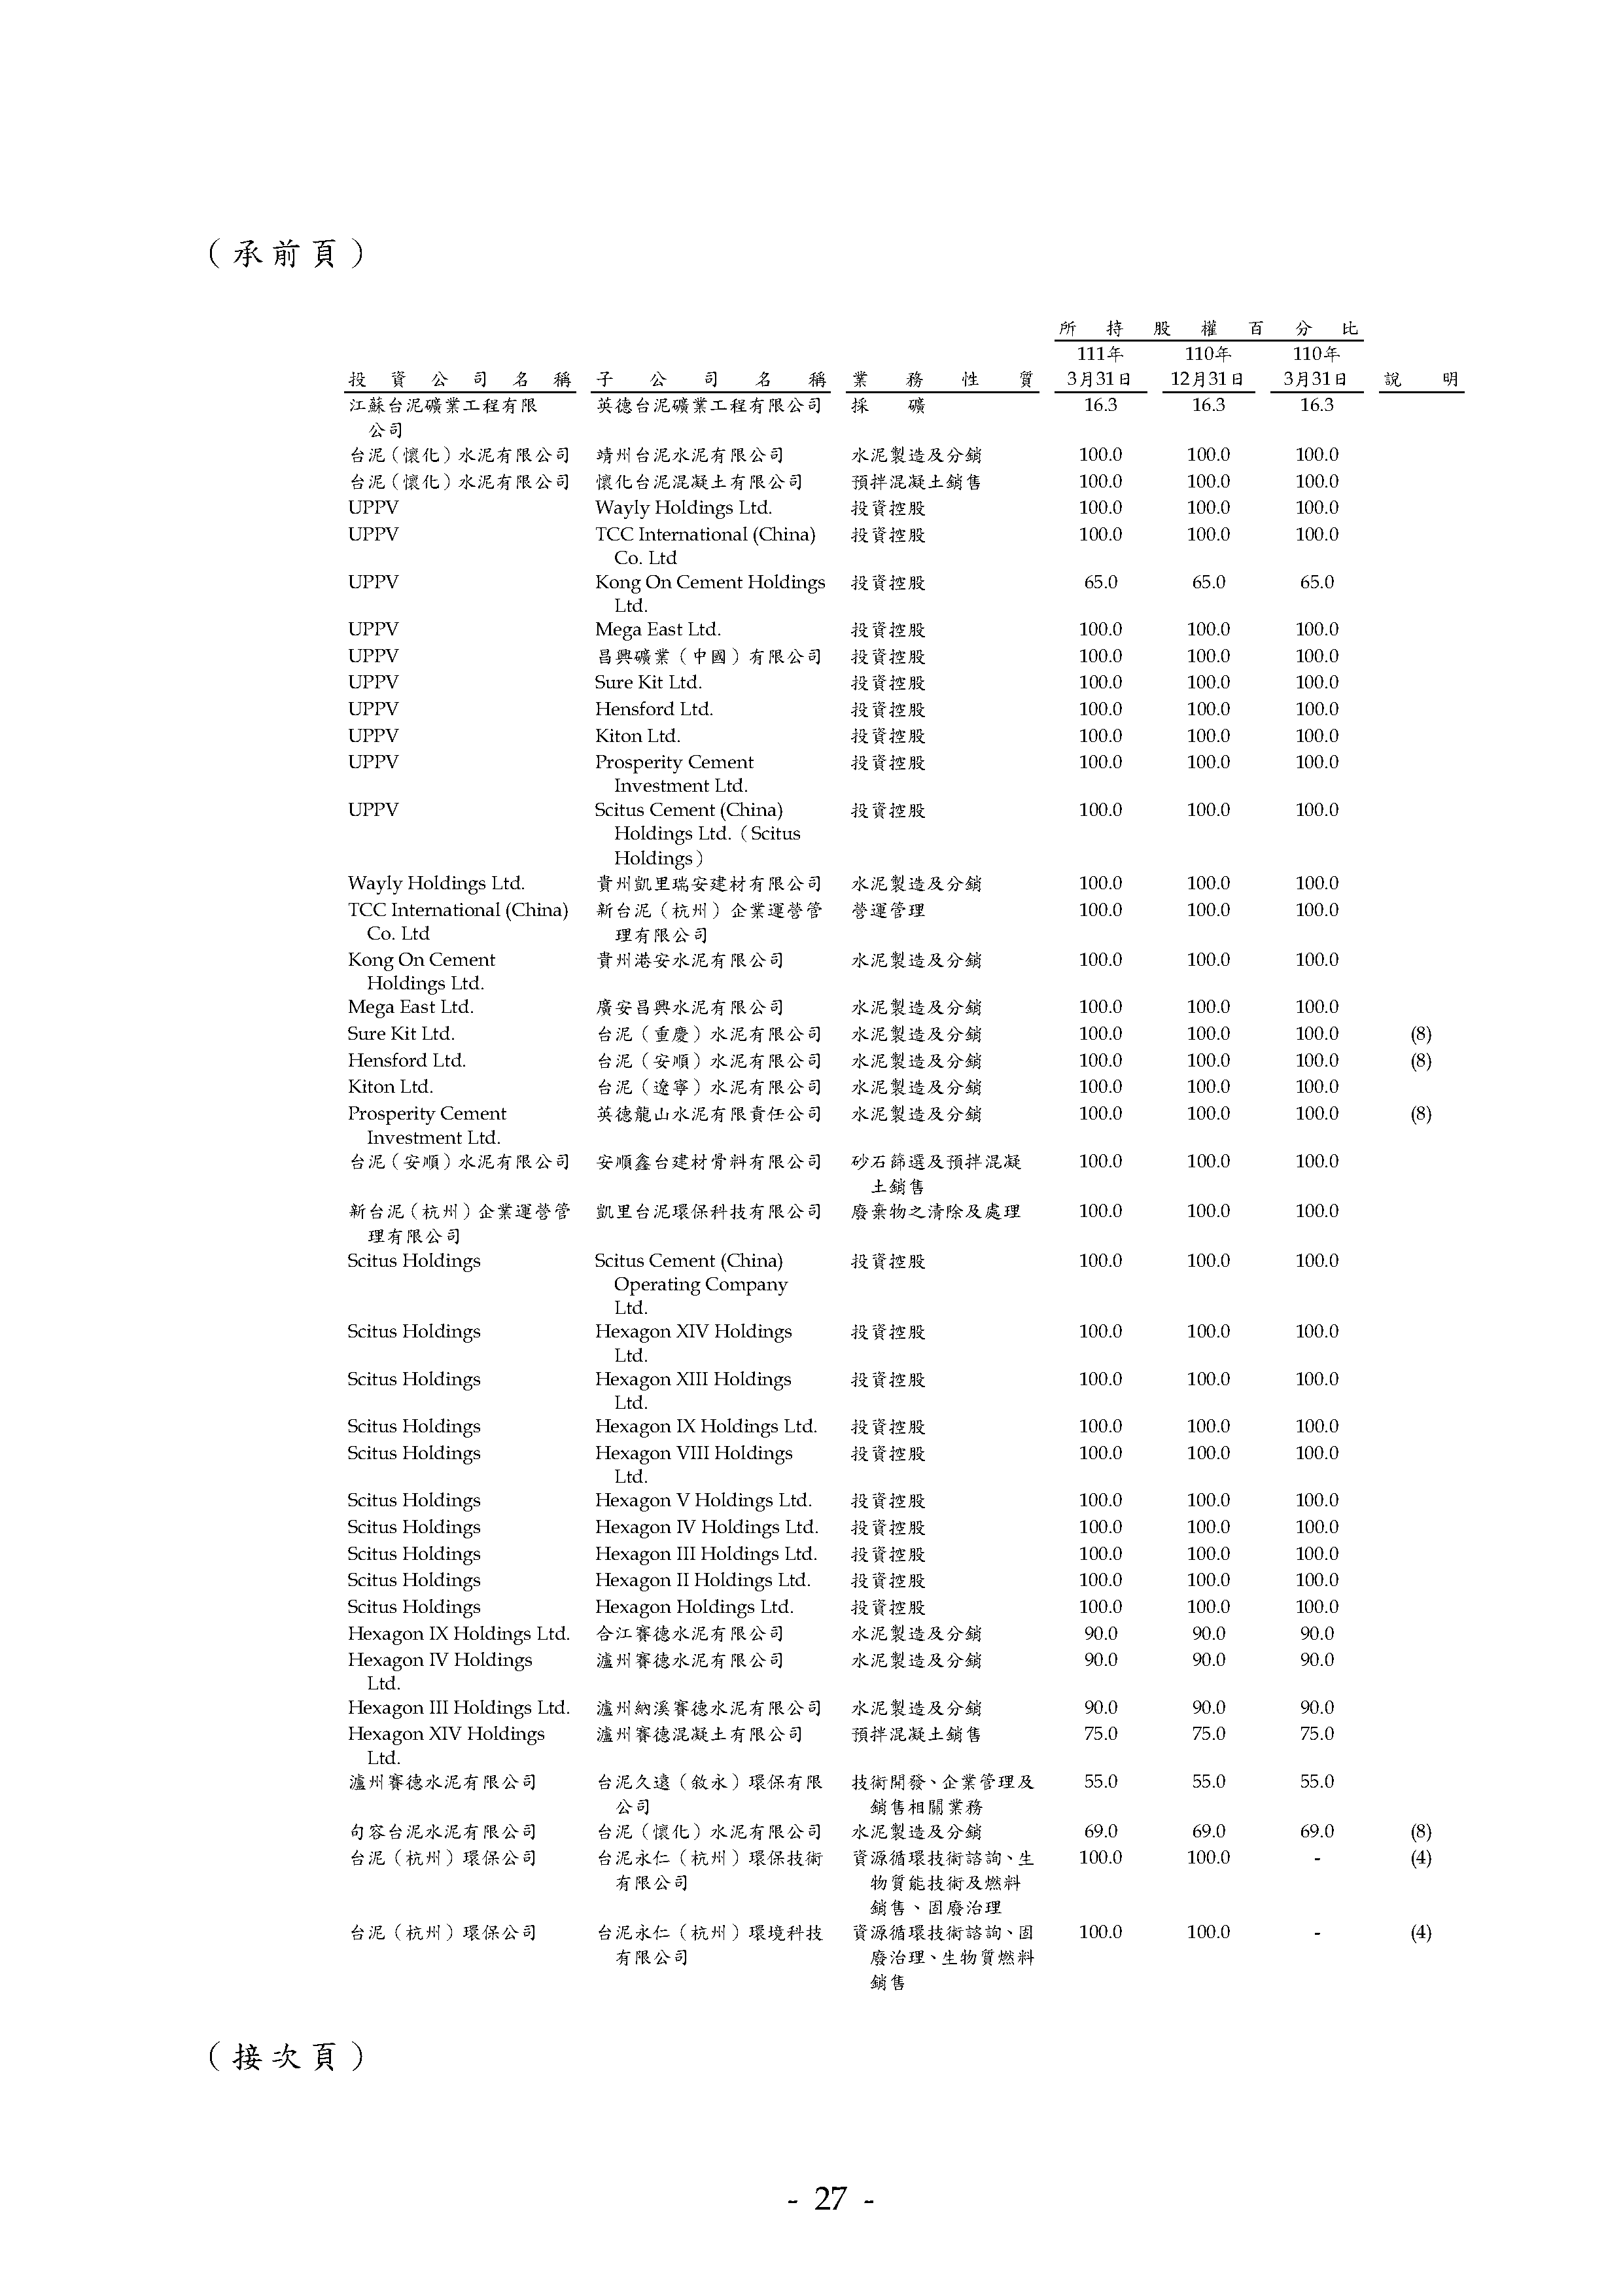 （承前頁）
所持股權百分比
111年 110年 110年
投資公司名稱 子公司名稱 業務性質 3月31日 12月31日 3月31日 說明
江蘇台泥礦業工程有限 英德台泥礦業工程有限公司 採礦 16.3 16.3 16.3
公司
台泥（懷化）水泥有限公司 靖州台泥水泥有限公司 水泥製造及分銷 100.0 100.0 100.0
台泥（懷化）水泥有限公司 懷化台泥混凝土有限公司 預拌混凝土銷售 100.0 100.0 100.0
UPPV Wayly Holdings Ltd. 投資控股 100.0 100.0 100.0
UPPV TCC International (China) 投資控股 100.0 100.0 100.0
Co. Ltd
UPPV Kong On Cement Holdings 投資控股 65.0 65.0 65.0
Ltd.
UPPV Mega East Ltd. 投資控股 100.0 100.0 100.0
UPPV 昌興礦業（中國）有限公司 投資控股 100.0 100.0 100.0
UPPV Sure Kit Ltd. 投資控股 100.0 100.0 100.0
UPPV Hensford Ltd. 投資控股 100.0 100.0 100.0
UPPV Kiton Ltd. 投資控股 100.0 100.0 100.0
UPPV Prosperity Cement 投資控股 100.0 100.0 100.0
Investment Ltd.
UPPV Scitus Cement (China) 投資控股 100.0 100.0 100.0
Holdings Ltd.（Scitus
Holdings）
Wayly Holdings Ltd. 貴州凱里瑞安建材有限公司 水泥製造及分銷 100.0 100.0 100.0
TCC International (China) 新台泥（杭州）企業運營管 營運管理 100.0 100.0 100.0
Co. Ltd 理有限公司
Kong On Cement 貴州港安水泥有限公司 水泥製造及分銷 100.0 100.0 100.0
Holdings Ltd.
Mega East Ltd. 廣安昌興水泥有限公司 水泥製造及分銷 100.0 100.0 100.0
Sure Kit Ltd. 台泥（重慶）水泥有限公司 水泥製造及分銷 100.0 100.0 100.0 (8)
Hensford Ltd. 台泥（安順）水泥有限公司 水泥製造及分銷 100.0 100.0 100.0 (8)
Kiton Ltd. 台泥（遼寧）水泥有限公司 水泥製造及分銷 100.0 100.0 100.0
Prosperity Cement 英德龍山水泥有限責任公司 水泥製造及分銷 100.0 100.0 100.0 (8)
Investment Ltd.
台泥（安順）水泥有限公司 安順鑫台建材骨料有限公司 砂石篩選及預拌混凝 100.0 100.0 100.0
土銷售
新台泥（杭州）企業運營管 凱里台泥環保科技有限公司 廢棄物之清除及處理 100.0 100.0 100.0
理有限公司
Scitus Holdings Scitus Cement (China) 投資控股 100.0 100.0 100.0
Operating Company
Ltd.
Scitus Holdings Hexagon XIV Holdings 投資控股 100.0 100.0 100.0
Ltd.
Scitus Holdings Hexagon XIII Holdings 投資控股 100.0 100.0 100.0
Ltd.
Scitus Holdings Hexagon IX Holdings Ltd. 投資控股 100.0 100.0 100.0
Scitus Holdings Hexagon VIII Holdings 投資控股 100.0 100.0 100.0
Ltd.
Scitus Holdings Hexagon V Holdings Ltd. 投資控股 100.0 100.0 100.0
Scitus Holdings Hexagon IV Holdings Ltd. 投資控股 100.0 100.0 100.0
Scitus Holdings Hexagon III Holdings Ltd. 投資控股 100.0 100.0 100.0
Scitus Holdings Hexagon II Holdings Ltd. 投資控股 100.0 100.0 100.0
Scitus Holdings Hexagon Holdings Ltd. 投資控股 100.0 100.0 100.0
Hexagon IX Holdings Ltd. 合江賽德水泥有限公司 水泥製造及分銷 90.0 90.0 90.0
Hexagon IV Holdings 瀘州賽德水泥有限公司 水泥製造及分銷 90.0 90.0 90.0
Ltd.
Hexagon III Holdings Ltd. 瀘州納溪賽德水泥有限公司 水泥製造及分銷 90.0 90.0 90.0
Hexagon XIV Holdings 瀘州賽德混凝土有限公司 預拌混凝土銷售 75.0 75.0 75.0
Ltd.
瀘州賽德水泥有限公司 台泥久遠（敘永）環保有限 技術開發、企業管理及 55.0 55.0 55.0
公司 銷售相關業務
句容台泥水泥有限公司 台泥（懷化）水泥有限公司 水泥製造及分銷 69.0 69.0 69.0 (8)
台泥（杭州）環保公司 台泥永仁（杭州）環保技術 資源循環技術諮詢、生 100.0 100.0 - (4)
有限公司 物質能技術及燃料
銷售、固廢治理
台泥（杭州）環保公司 台泥永仁（杭州）環境科技 資源循環技術諮詢、固 100.0 100.0 - (4)
有限公司 廢治理、生物質燃料
銷售
（接次頁）
- 27 -